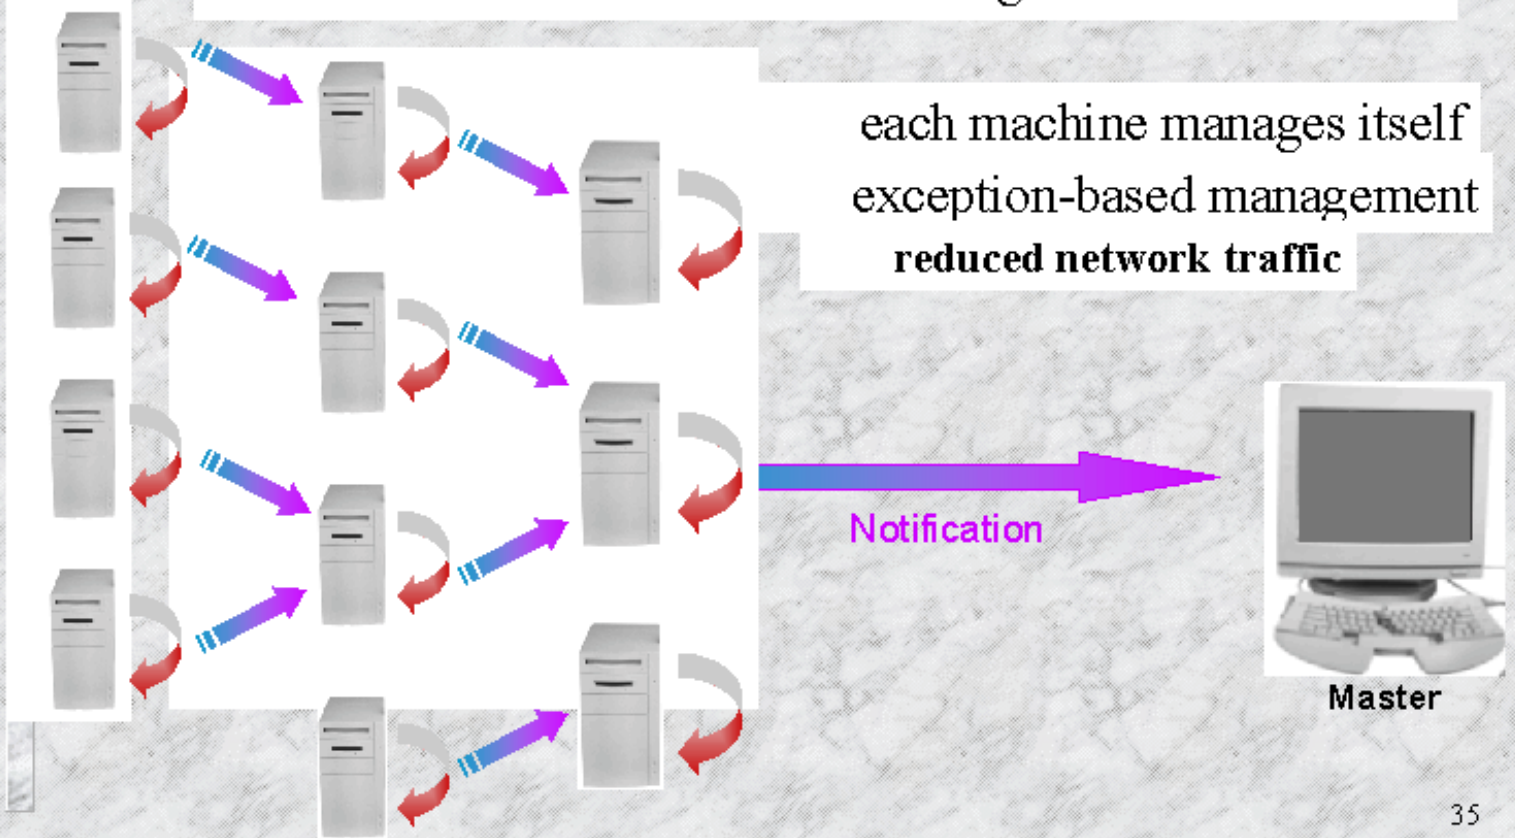 each machine manages itself
exception-based management
reduced network traffic
Notification
Master
35